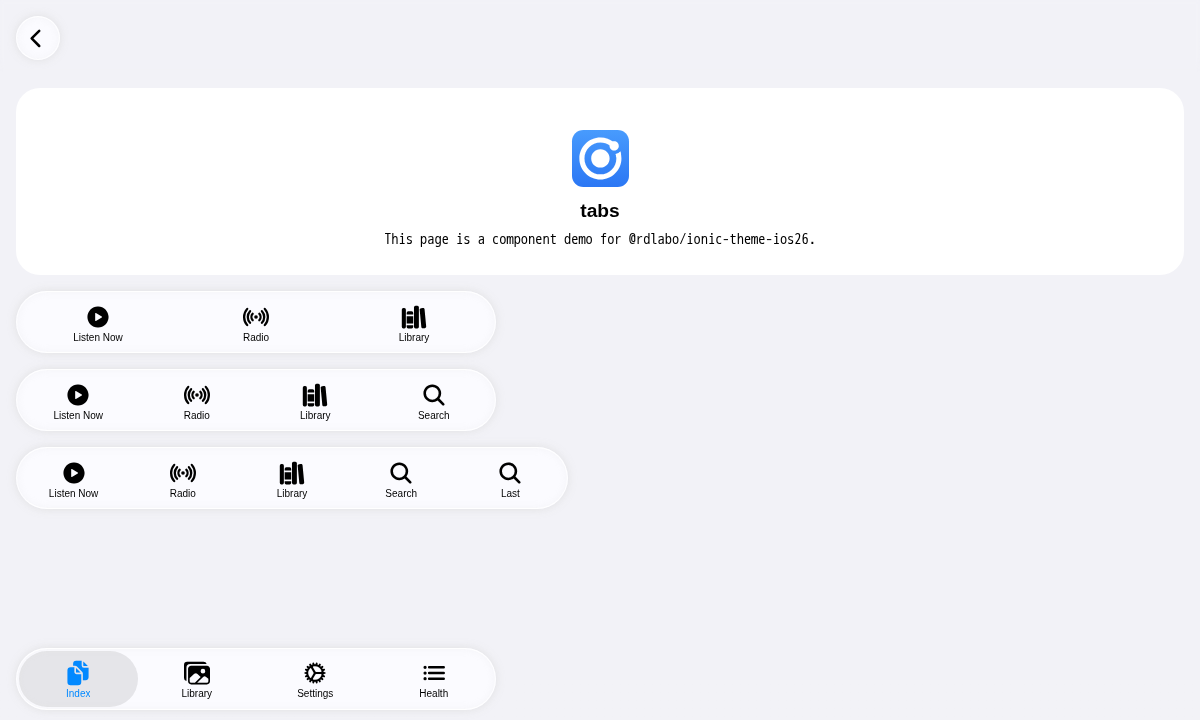 tabs
This page is a component demo for @rdlabo/ionic-theme-ios26.
Listen Now Radio Library
Listen Now Radio Library Search
Listen Now Radio Library Search Last
Index Library Settings Health